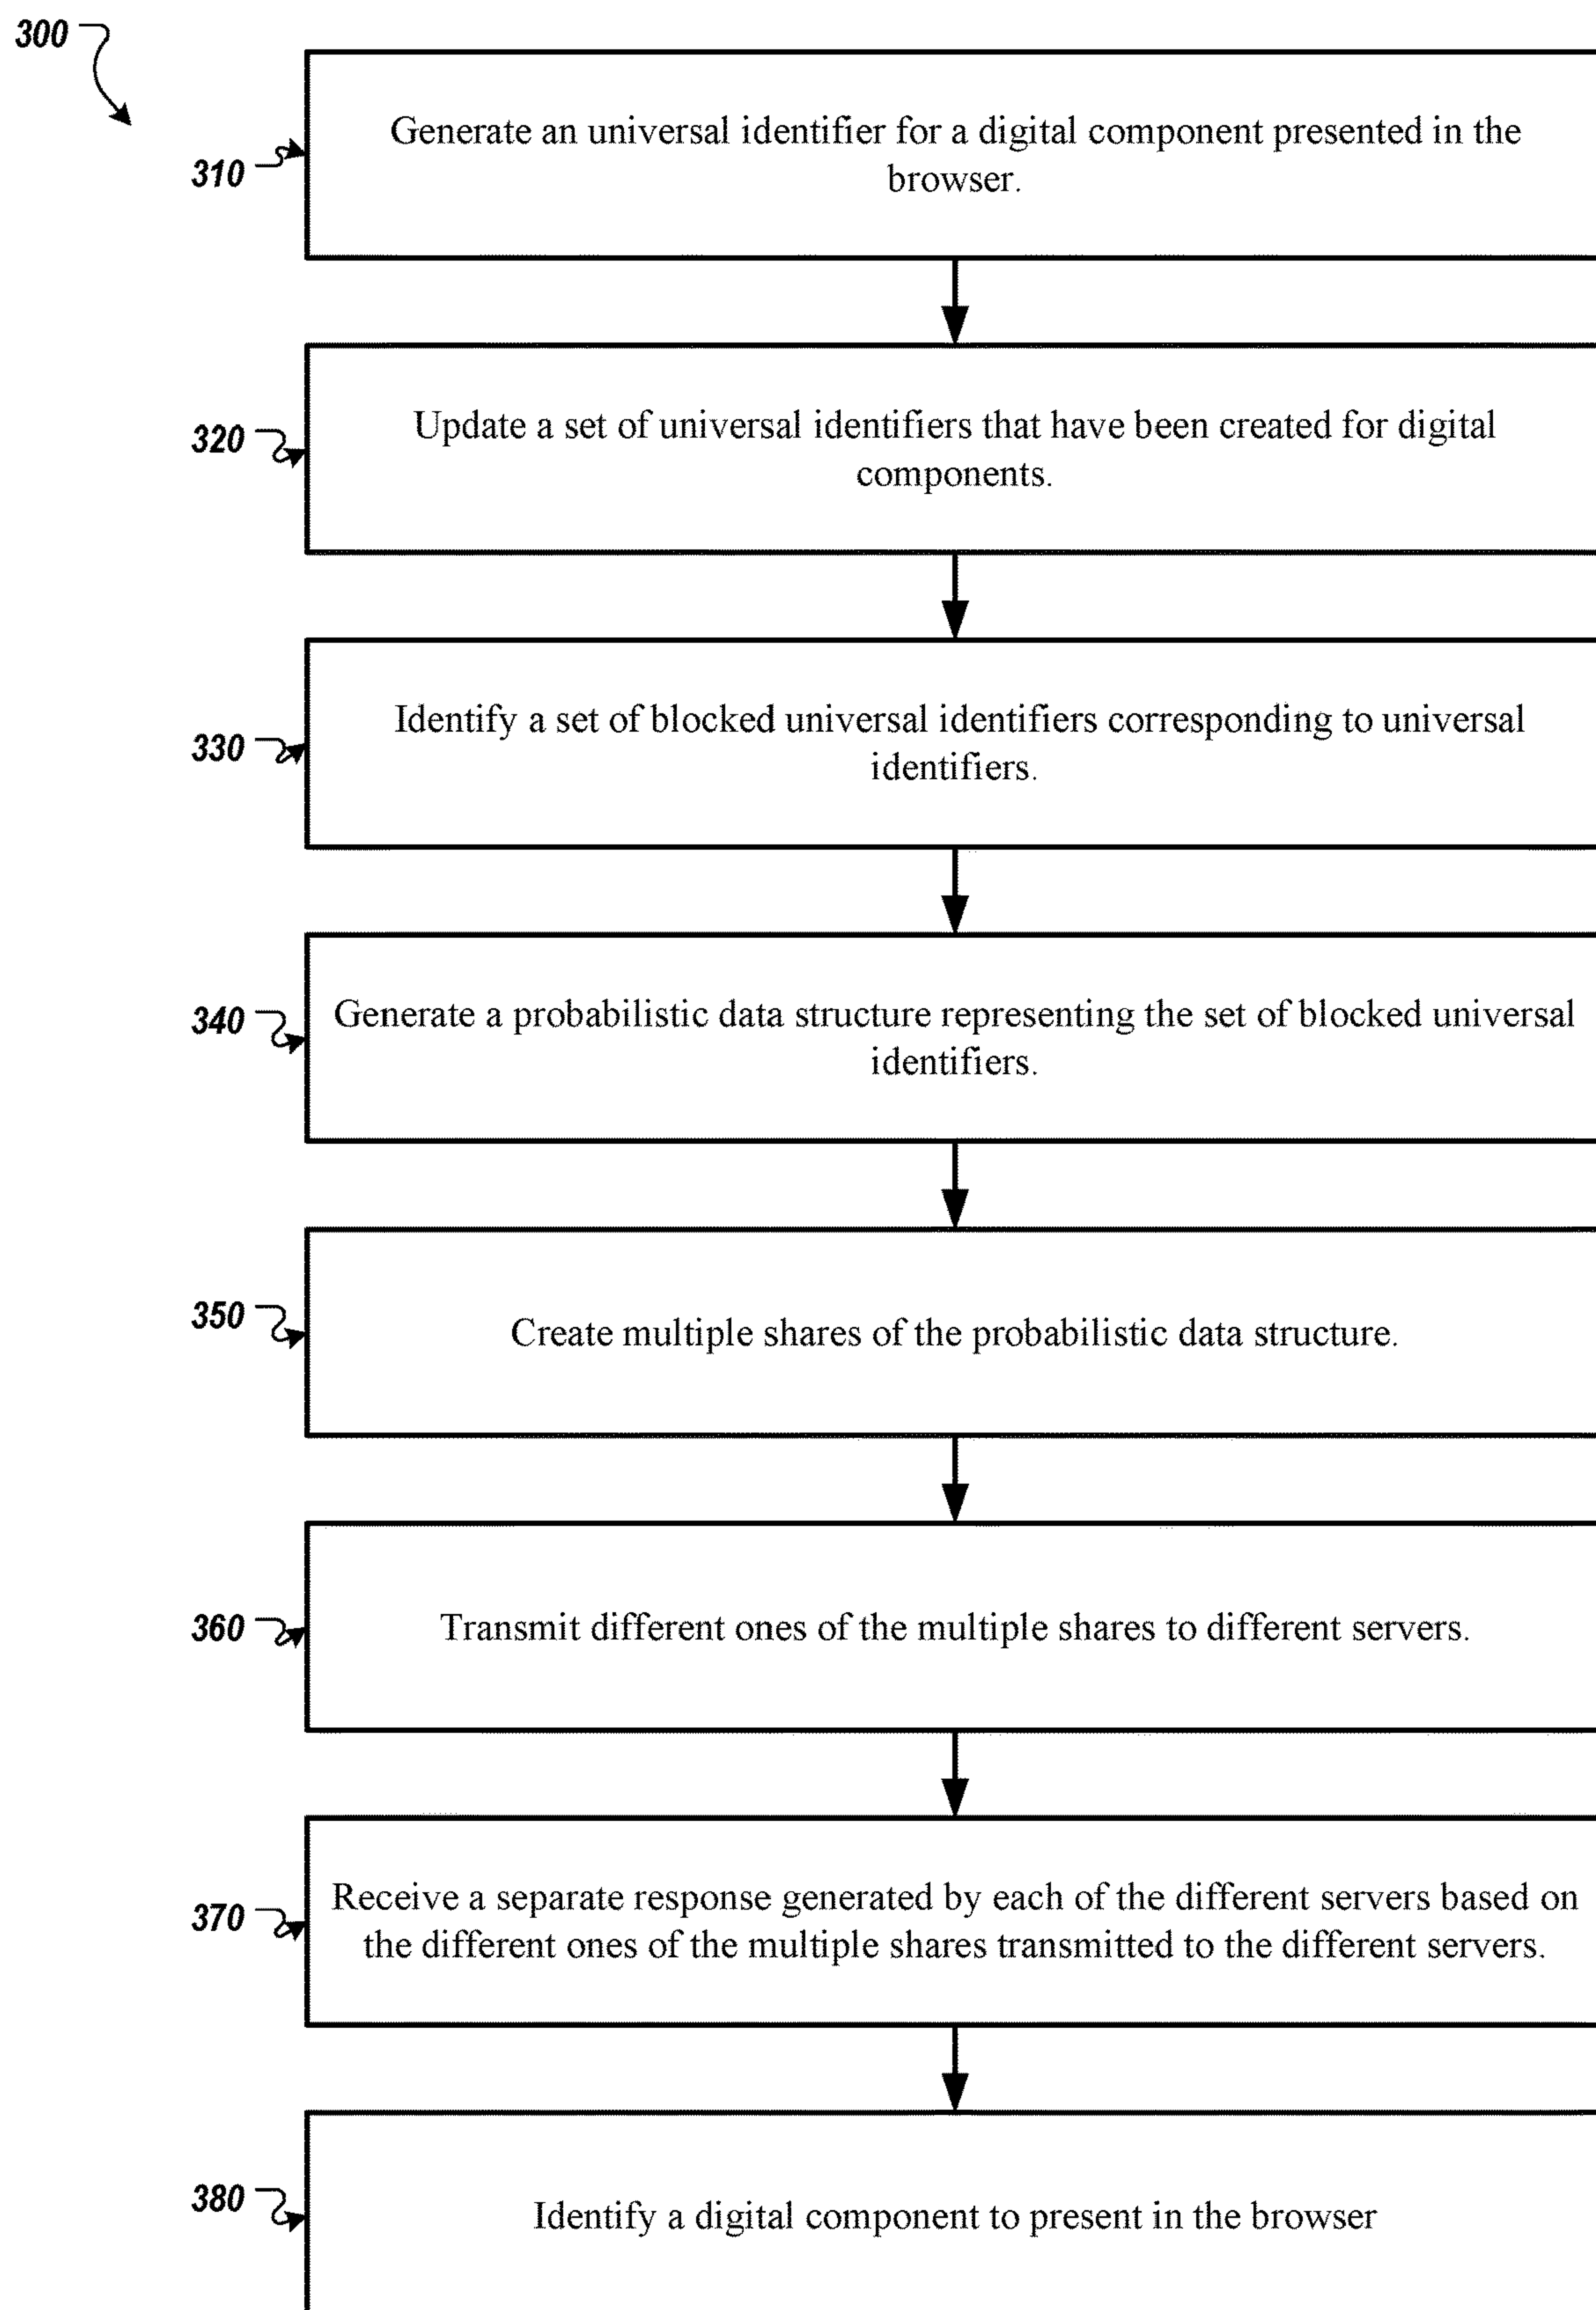 300
310
Generate an universal identifier for a digital component presented in the
browser.
320
Update a set of universal identifiers that have been created for digital
components.
330
Identify a set of blocked universal identifiers corresponding to universal
identifiers.
340
Generate a probabilistic data structure representing the set of blocked universal
identifiers.
350
Create multiple shares of the probabilistic data structure.
360
Transmit different ones of the multiple shares to different servers.
370
Receive a separate response generated by each of the different servers based on
the different ones of the multiple shares transmitted to the different servers.
380
Identify a digital component to present in the browser